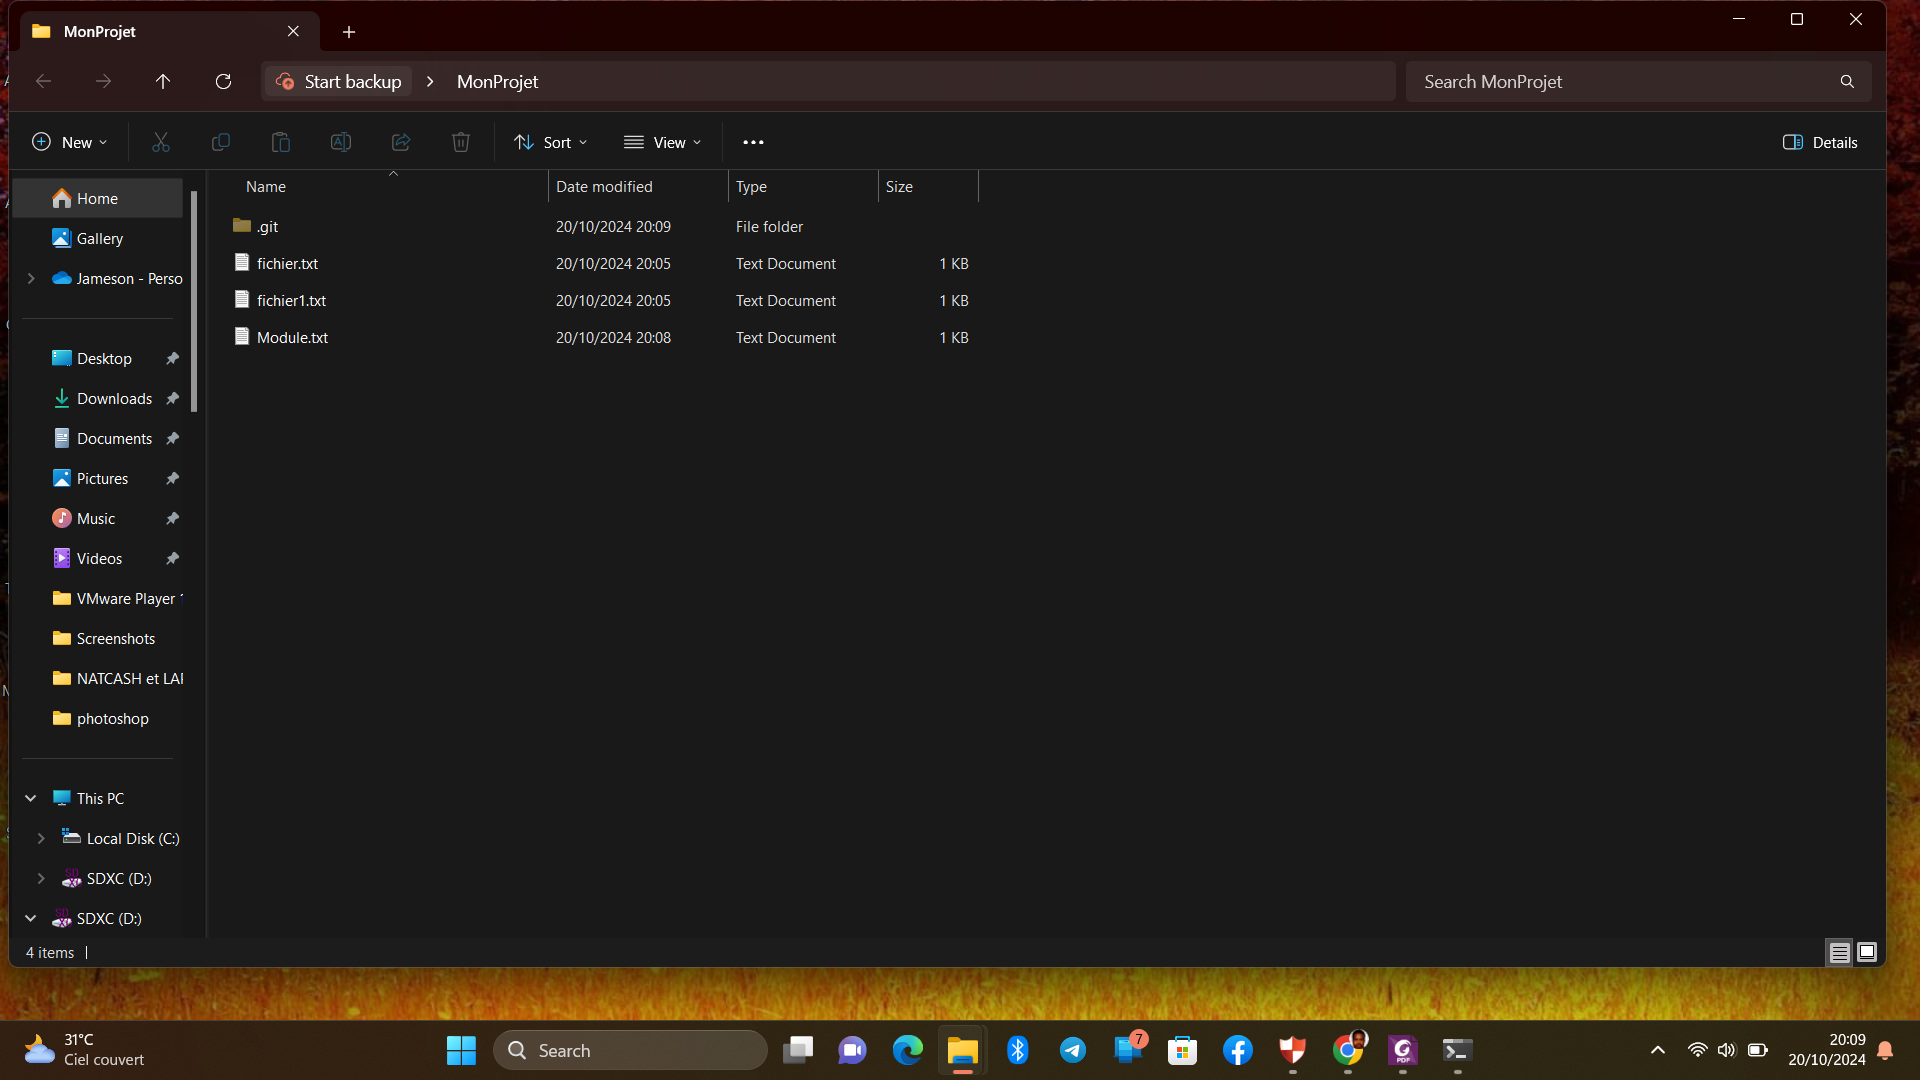 MonProjet
Start backup
MonProjet
Search MonProjet
New
Sort
View
Details
Name
Date modified
Type
Size
.git
20/10/2024 20:09
File folder
fichier.txt
20/10/2024 20:05
Text Document
1 KB
fichier1.txt
20/10/2024 20:05
Text Document
1 KB
Module.txt
20/10/2024 20:08
Text Document
1 KB
Home
Gallery
Jameson - Perso
Desktop
Downloads
Documents
Pictures
Music
Videos
VMware Player 1
Screenshots
NATCASH et LAP
photoshop
This PC
Local Disk (C:)
SDXC (D:)
SDXC (D:)
4 items
31°C
Ciel couvert
Search
7
PDF
20:09
20/10/2024